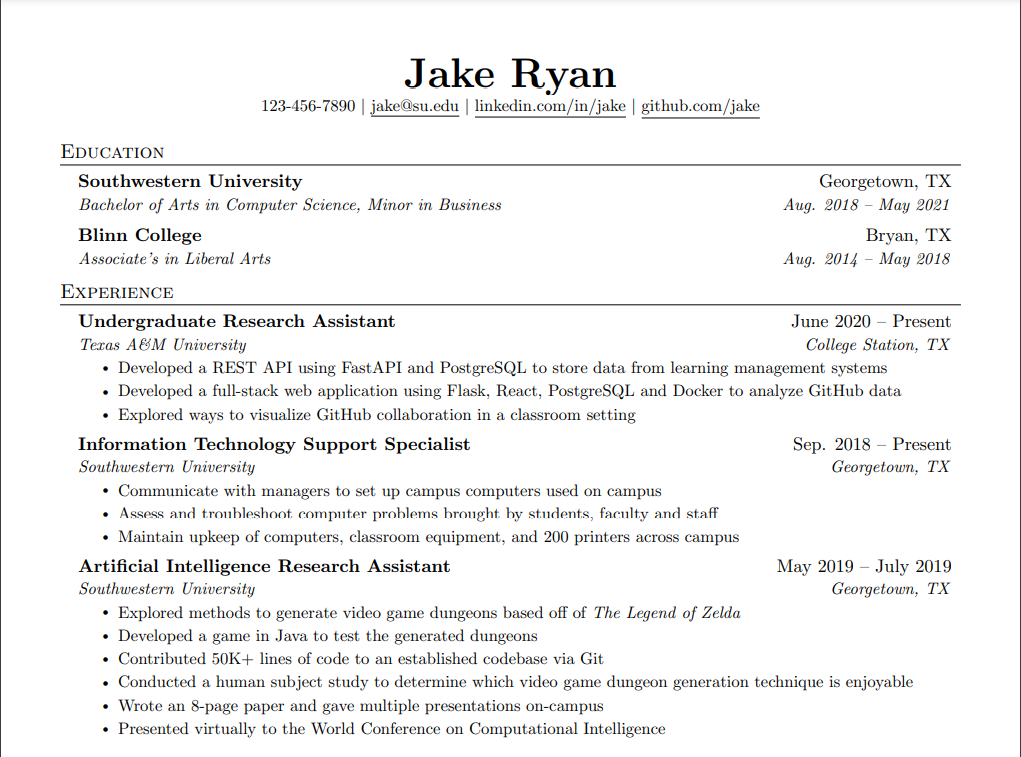 Jake Ryan
123-456-7890 | jake@su.edu | linkedin.com/in/jake | github.com/jake
Education
Southwestern University Georgetown, TX
Bachelor of Arts in Computer Science, Minor in Business Aug. 2018 – May 2021
Blinn College Bryan, TX
Associate's in Liberal Arts Aug. 2014 – May 2018
Experience
Undergraduate Research Assistant June 2020 – Present
Texas A&M University College Station, TX
• Developed a REST API using FastAPI and PostgreSQL to store data from learning management systems
• Developed a full-stack web application using Flask, React, PostgreSQL and Docker to analyze GitHub data
• Explored ways to visualize GitHub collaboration in a classroom setting
Information Technology Support Specialist Sep. 2018 – Present
Southwestern University Georgetown, TX
• Communicate with managers to set up campus computers used on campus
• Assess and troubleshoot computer problems brought by students, faculty and staff
• Maintain upkeep of computers, classroom equipment, and 200 printers across campus
Artificial Intelligence Research Assistant May 2019 – July 2019
Southwestern University Georgetown, TX
• Explored methods to generate video game dungeons based off of The Legend of Zelda
• Developed a game in Java to test the generated dungeons
• Contributed 50K+ lines of code to an established codebase via Git
• Conducted a human subject study to determine which video game dungeon generation technique is enjoyable
• Wrote an 8-page paper and gave multiple presentations on-campus
• Presented virtually to the World Conference on Computational Intelligence